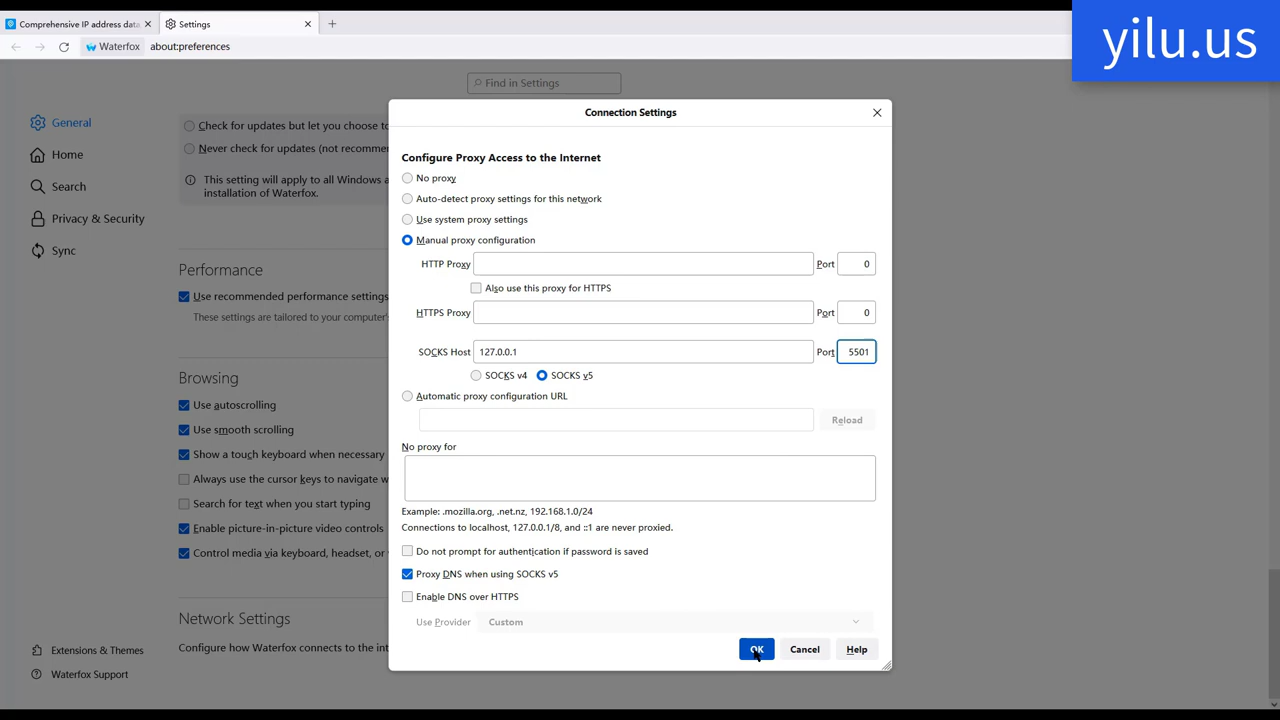 Comprehensive IP address data,
Settings
yilu.us
Waterfox
about:preferences
Find in Settings
General
Home
Search
Privacy & Security
Sync
Extensions & Themes
Waterfox Support
Check for updates but let you choose to
Never check for updates (not recommen
This setting will apply to all Windows a
installation of Waterfox.
Performance
Use recommended performance settings
These settings are tailored to your computer's
Browsing
Use autoscrolling
Use smooth scrolling
Show a touch keyboard when necessary
Always use the cursor keys to navigate w
Search for text when you start typing
Enable picture-in-picture video controls
Control media via keyboard, headset, or
Network Settings
Configure how Waterfox connects to the int
Connection Settings
Configure Proxy Access to the Internet
No proxy
Auto-detect proxy settings for this network
Use system proxy settings
Manual proxy configuration
HTTP Proxy Port 0
Also use this proxy for HTTPS
HTTPS Proxy Port 0
SOCKS Host 127.0.0.1 Port 5501
SOCKS v4 SOCKS v5
Automatic proxy configuration URL
Reload
No proxy for
Example: .mozilla.org, .net.nz, 192.168.1.0/24
Connections to localhost, 127.0.0.1/8, and ::1 are never proxied.
Do not prompt for authentication if password is saved
Proxy DNS when using SOCKS v5
Enable DNS over HTTPS
Use Provider Custom
OK Cancel Help